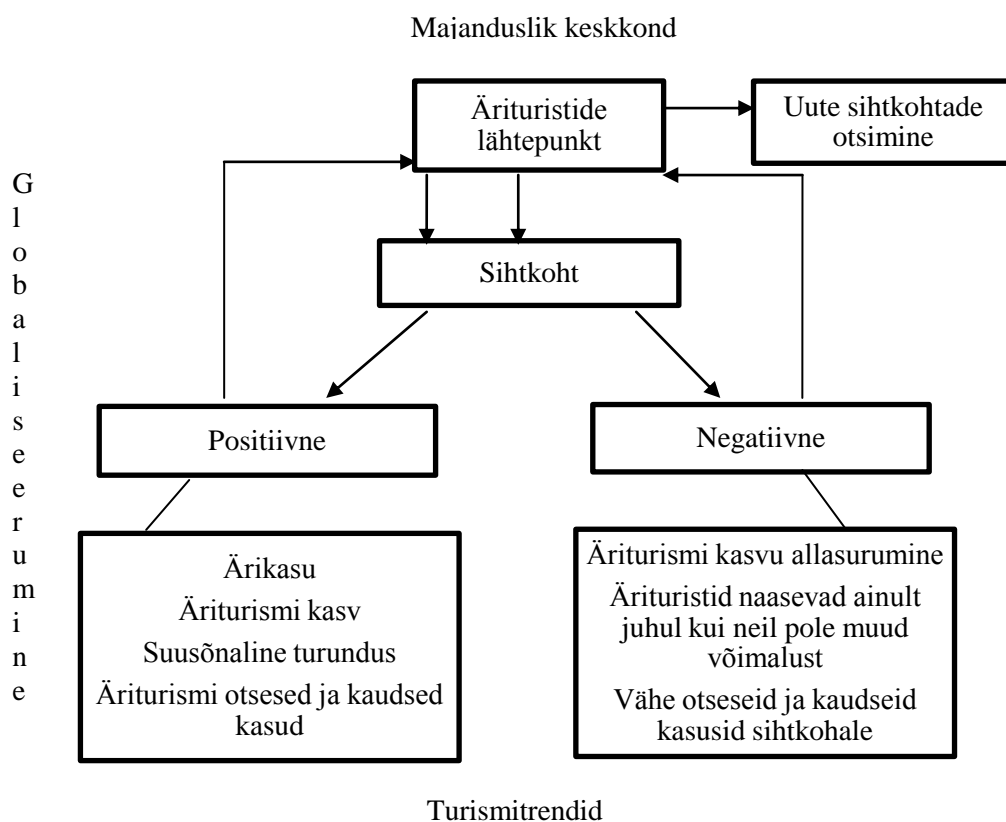 Majanduslik keskkond
Ärituristide
lähtepunkt
Uute sihtkohtade
otsimine
Globaliseerumine
Sihtkoht
Positiivne
Negatiivne
Ärikasu
Äriturismi kasv
Suusõnaline turundus
Äriturismi otsesed ja kaudsed
kasud
Äriturismi kasvu allasurumine
Ärituristid naasevad ainult
juhul kui neil pole muud
võimalust
Vähe otseseid ja kaudseid
kasusid sihtkohale
Turismitrendid